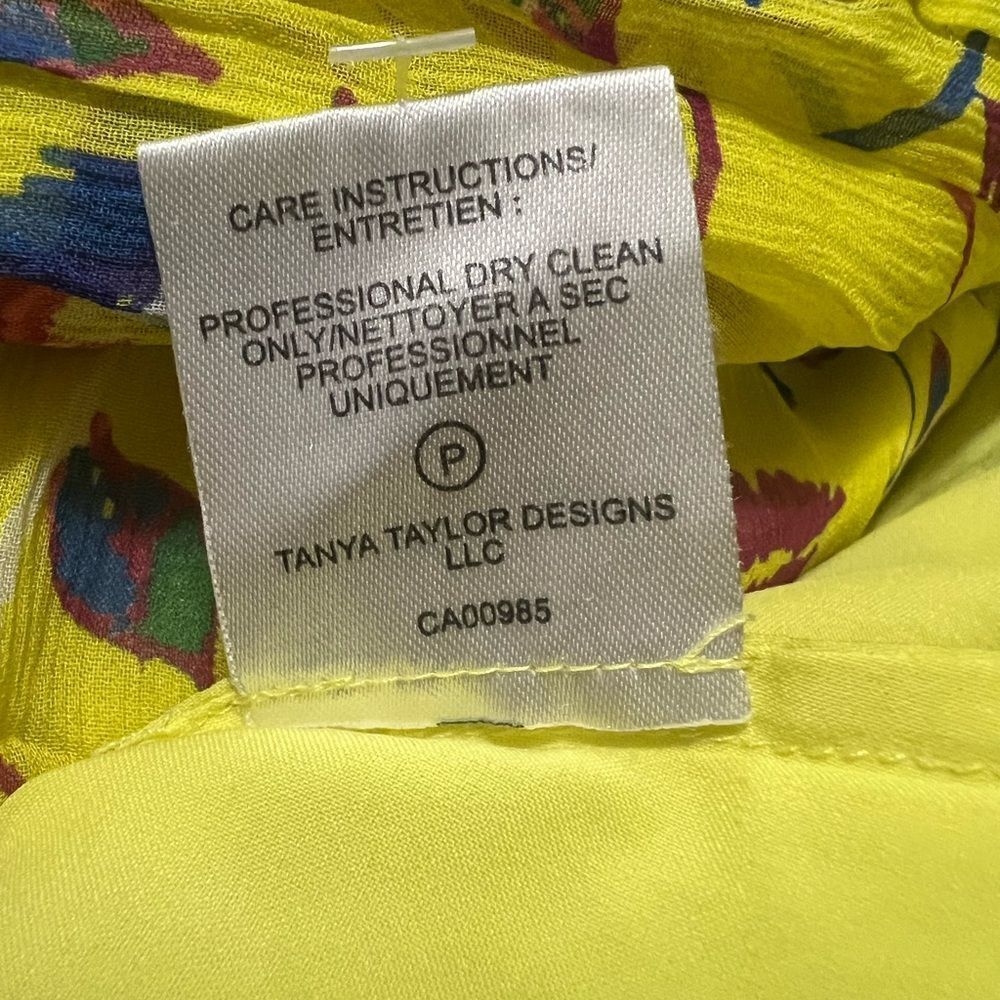 CARE INSTRUCTIONS/
ENTRETIEN :
PROFESSIONAL DRY CLEAN
ONLY/NETTOYER A SEC
PROFESSIONNEL
UNIQUEMENT
P
TANYA TAYLOR DESIGNS
LLC
CA00985